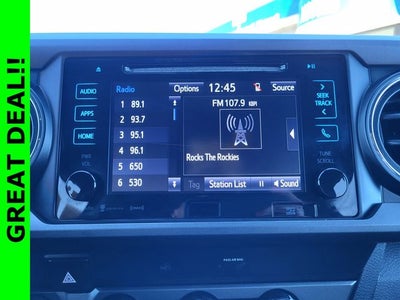 GREAT DEAL!!
AUDIO
APPS
HOME
PWR
VOL
Radio
Options
12:45
Source
1 89.1
2 93.7
3 95.1
4 96.1
5 650
6 530
FM 107.9 KBPI
Rocks The Rockies
Tag
Station List
Sound
SEEK
TRACK
TUNE
SCROLL